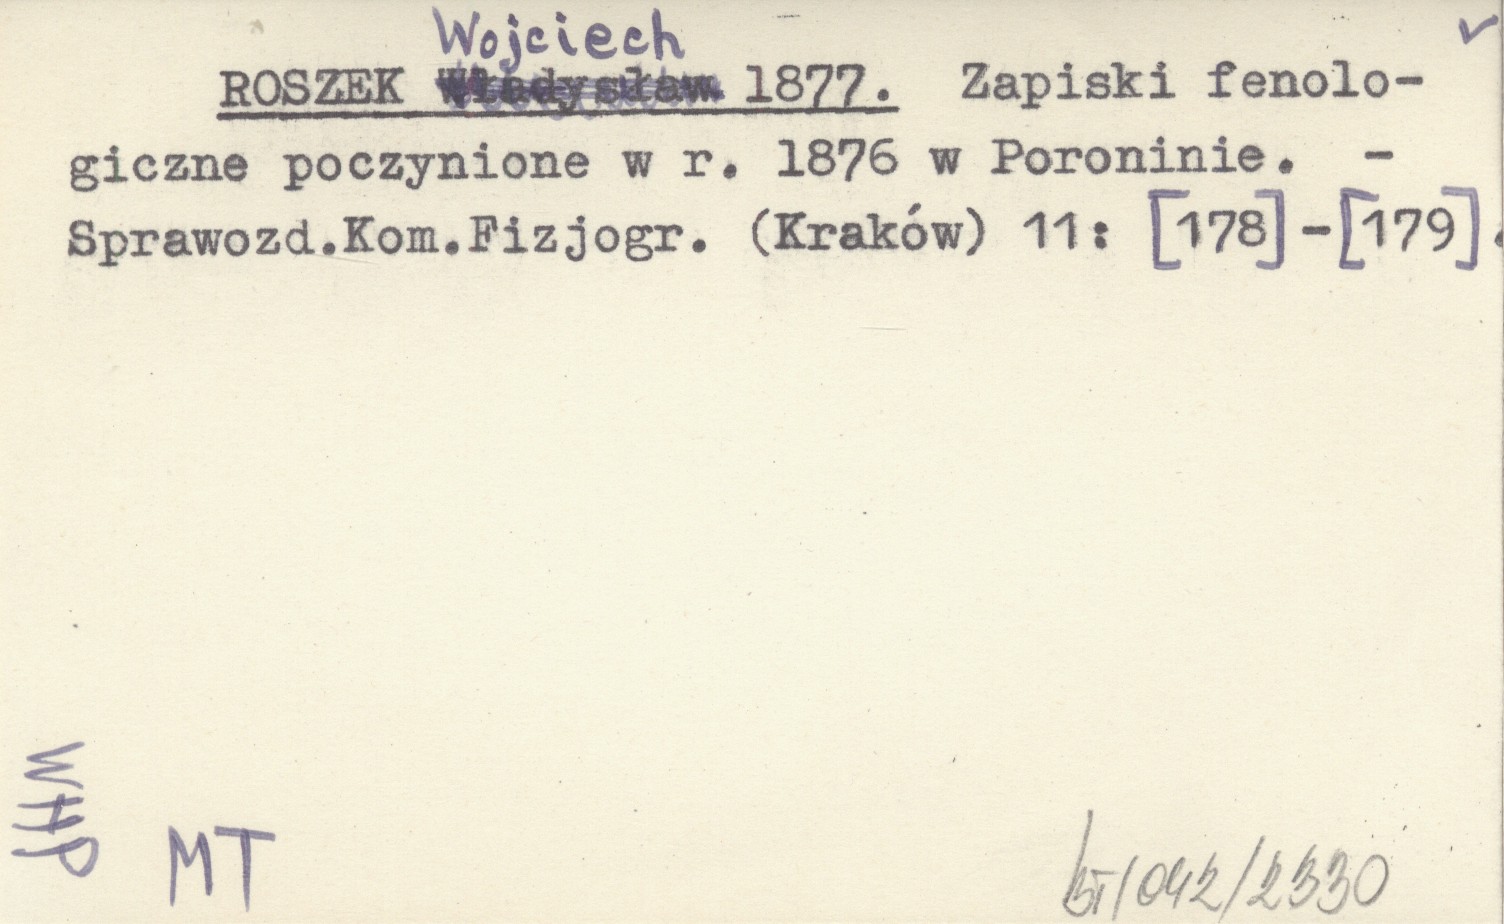 Wojciech
ROSZEK Władysław 1877. Zapiski fenolo-
giczne poczynione w r. 1876 w Poroninie. -
Sprawozd.Kom.Fizjogr. (Kraków) 11: [178]-[179].
WHP
MT
/042/2330